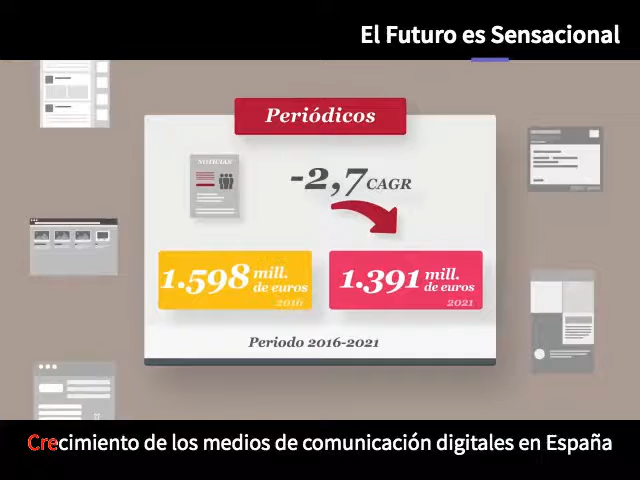 El Futuro es Sensacional
Periódicos
NOTICIAS
-2,7 CAGR
1.598 mill. de euros
2016
1.391 mill. de euros
2021
Periodo 2016-2021
Crecimiento de los medios de comunicación digitales en España